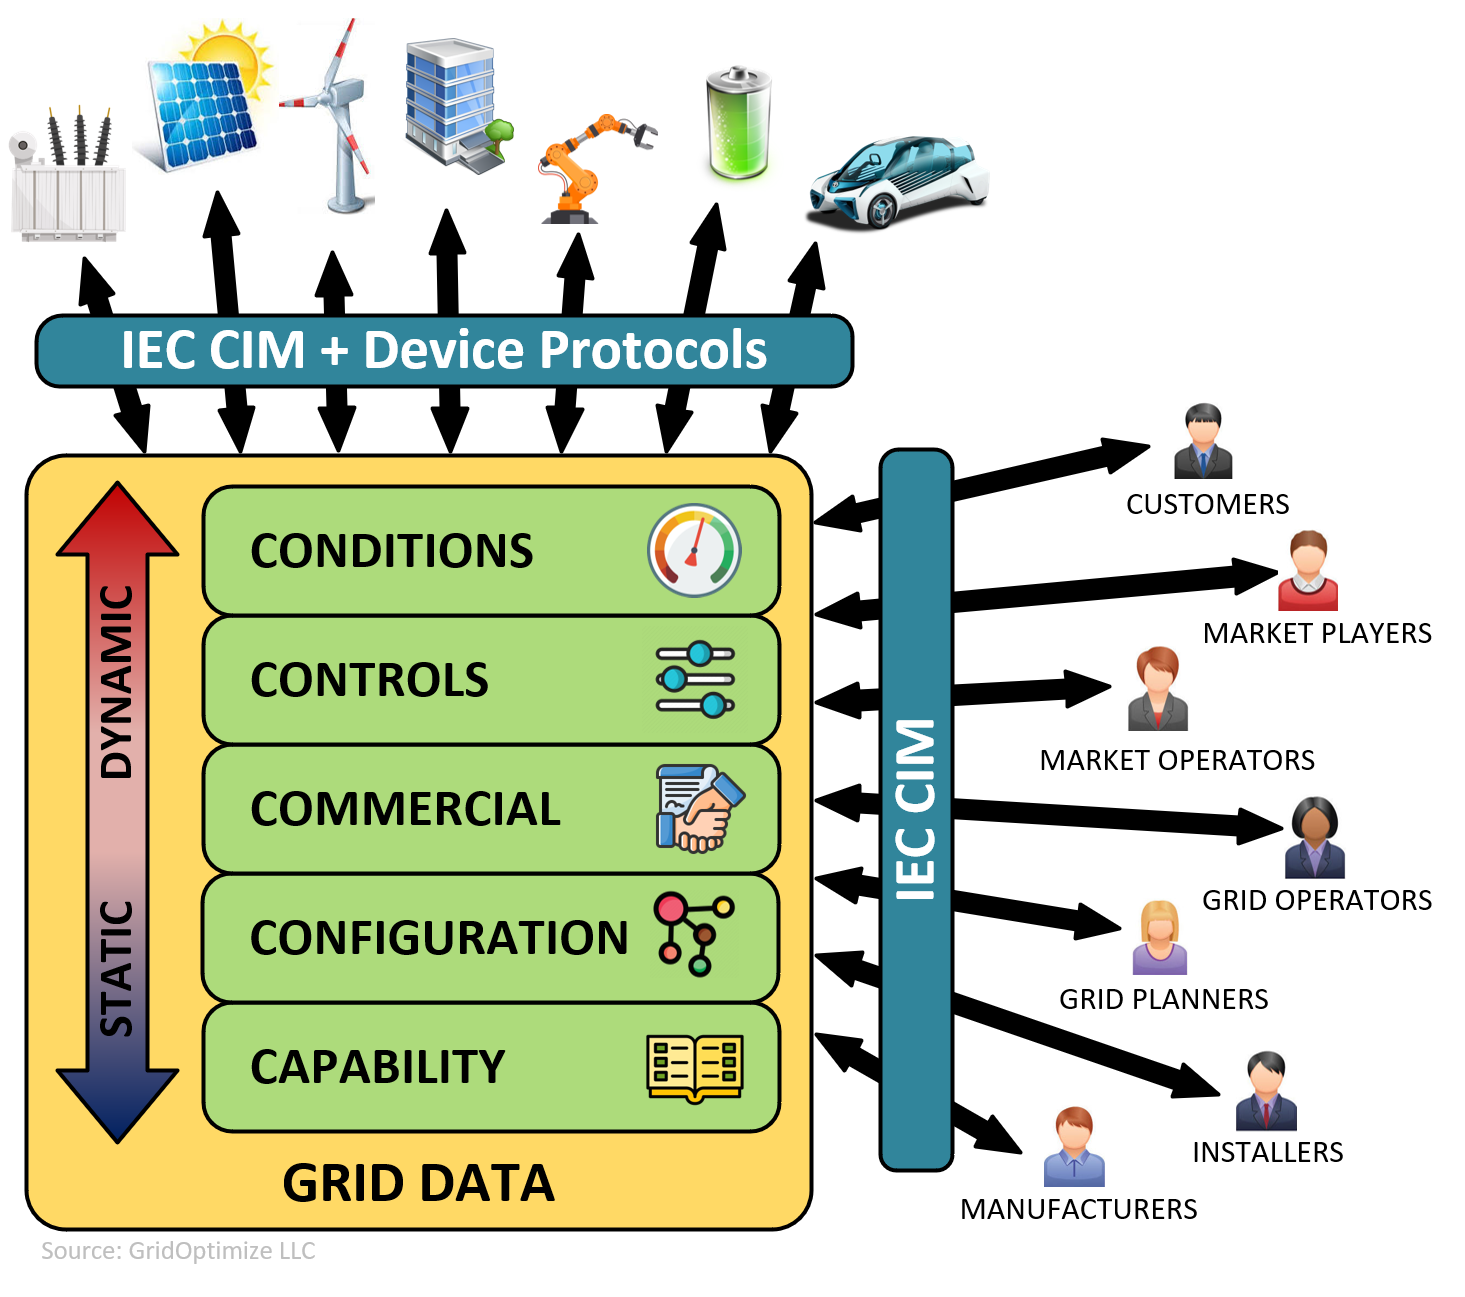 IEC CIM + Device Protocols
DYNAMIC
STATIC
CONDITIONS
CONTROLS
COMMERCIAL
CONFIGURATION
CAPABILITY
GRID DATA
IEC CIM
CUSTOMERS
MARKET PLAYERS
MARKET OPERATORS
GRID OPERATORS
GRID PLANNERS
INSTALLERS
MANUFACTURERS
Source: GridOptimize LLC